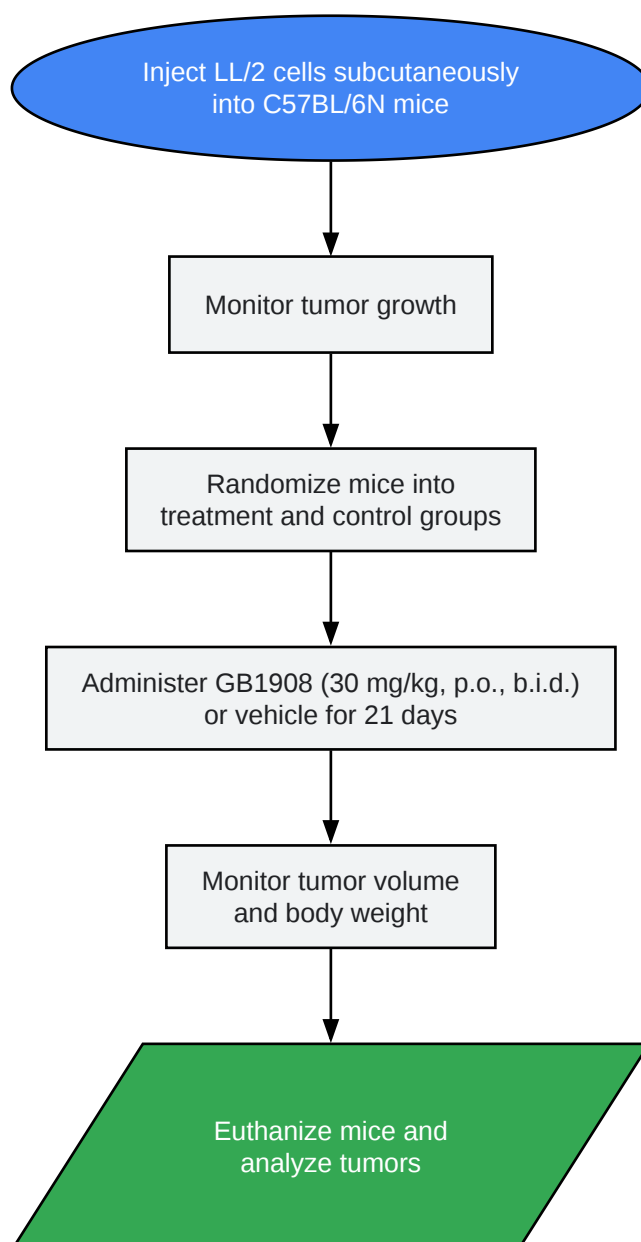 Inject LL/2 cells subcutaneously
into C57BL/6N mice
Monitor tumor growth
Randomize mice into
treatment and control groups
Administer GB1908 (30 mg/kg, p.o., b.i.d.)
or vehicle for 21 days
Monitor tumor volume
and body weight
Euthanize mice and
analyze tumors